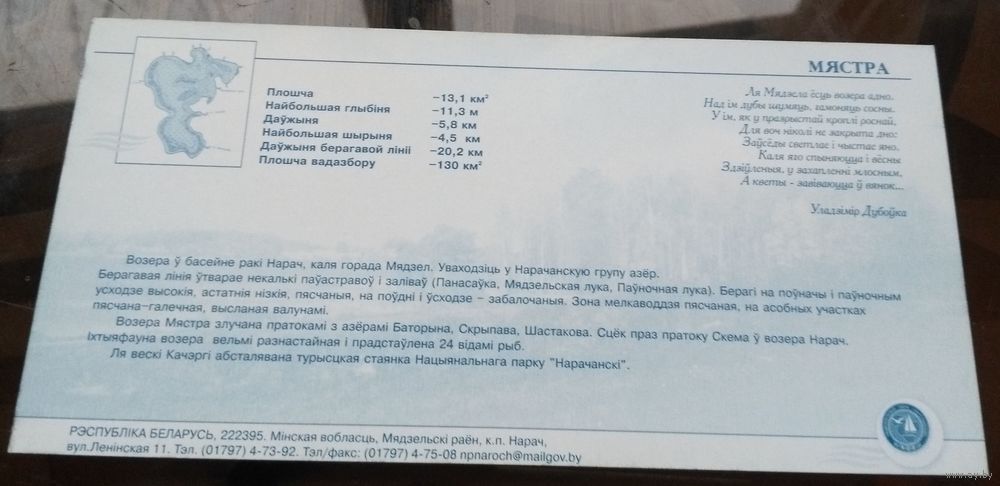 МЯСТРА
Плошча –13,1 км²
Найбольшая глыбіня –11,3 м
Даўжыня –5,8 км
Найбольшая шырыня –4,5 км
Даўжыня берагавой лініі –20,2 км
Плошча вадазбору –130 км²
Ля Мядзела ёсць возера адно.
Над ім дубы шумяць, гамоняць сосны.
У ім, як у празрыстай кроплі роснай,
Для воч ніколі не закрыта дно:
Заўсёды светлае і чыстае яно.
Каля яго спыняюцца і вёсны
Здзіўленыя, у захапленні млосным,
А кветы - завіваюцца ў вянок...
Уладзімір Дубоўка
Возера ў басейне ракі Нарач, каля горада Мядзел. Уваходзіць у Нарачанскую групу азёр.
Берагавая лінія ўтварае некалькі паўастравоў і заліваў (Панасаўка, Мядзельская лука, Паўночная лука). Берагі на поўначы і паўночным
усходзе высокія, астатнія нізкія, пясчаныя, на поўдні і ўсходзе – забалочаныя. Зона мелкаводдзя пясчаная, на асобных участках
пясчана-галечная, высланая валунамі.
Возера Мястра злучана пратокамі з азёрамі Баторына, Скрыпава, Шастакова. Сцёк праз пратоку Скема ў возера Нарач.
Іхтыяфауна возера вельмі разнастайная і прадстаўлена 24 відамі рыб.
Ля вескі Качэргі абсталявана турысцкая стаянка Нацыянальнага парку "Нарачанскі".
РЭСПУБЛІКА БЕЛАРУСЬ, 222395. Мінская вобласць, Мядзельскі раён, к.п. Нарач,
вул.Ленінская 11. Тэл. (01797) 4-73-92. Тэл/факс: (01797) 4-75-08 npnaroch@mailgov.by
www.ay.by